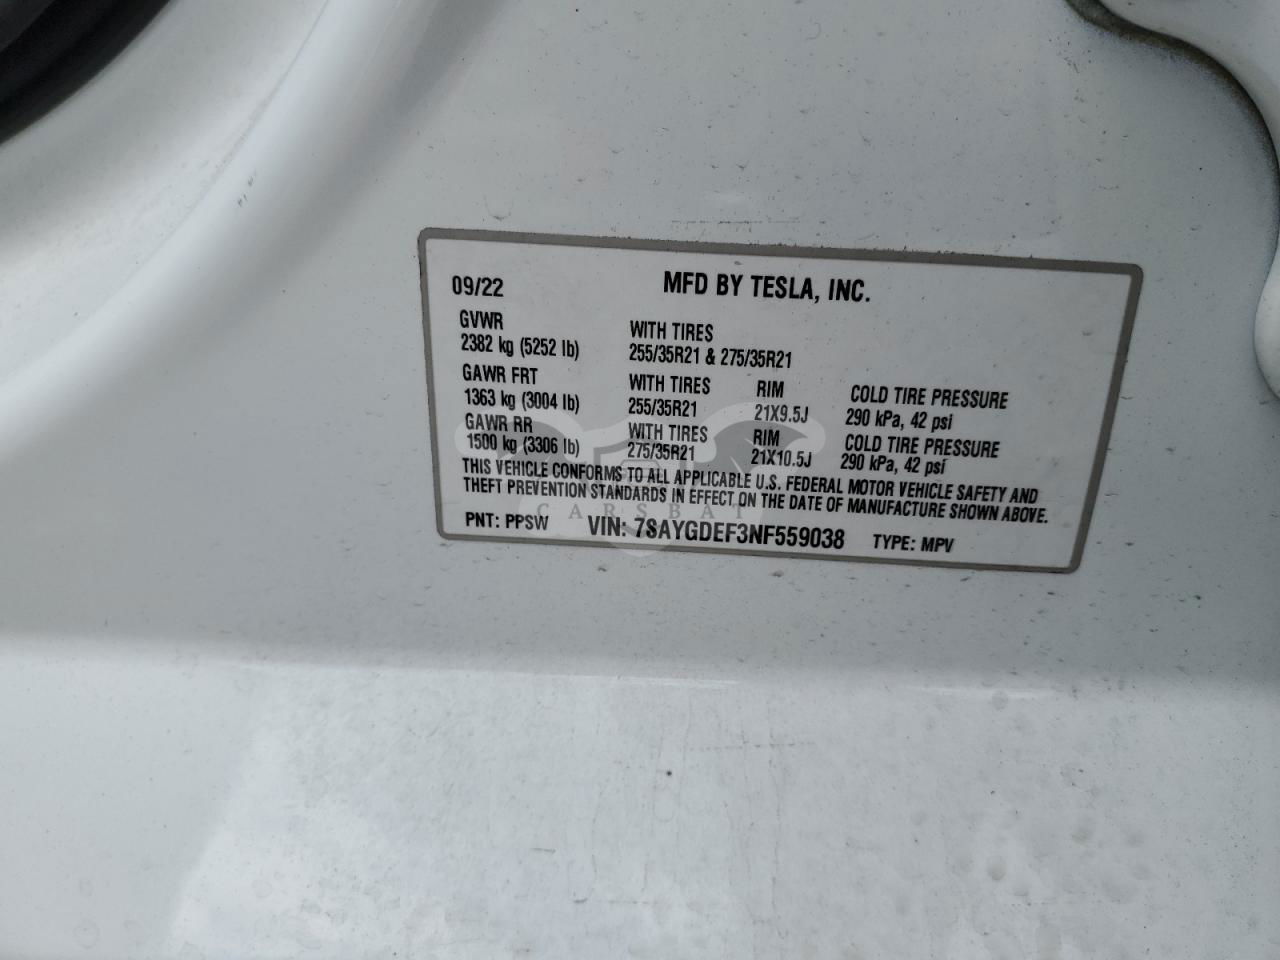 09/22 MFD BY TESLA, INC.
GVWR WITH TIRES
2382 kg (5252 lb) 255/35R21 & 275/35R21
GAWR FRT WITH TIRES RIM COLD TIRE PRESSURE
1363 kg (3004 lb) 255/35R21 21X9.5J 290 kPa, 42 psi
GAWR RR WITH TIRES RIM COLD TIRE PRESSURE
1500 kg (3306 lb) 275/35R21 21X10.5J 290 kPa, 42 psi
THIS VEHICLE CONFORMS TO ALL APPLICABLE U.S. FEDERAL MOTOR VEHICLE SAFETY AND
THEFT PREVENTION STANDARDS IN EFFECT ON THE DATE OF MANUFACTURE SHOWN ABOVE.
CARSBAT
PNT: PPSW VIN: 7SAYGDEF3NF559038 TYPE: MPV